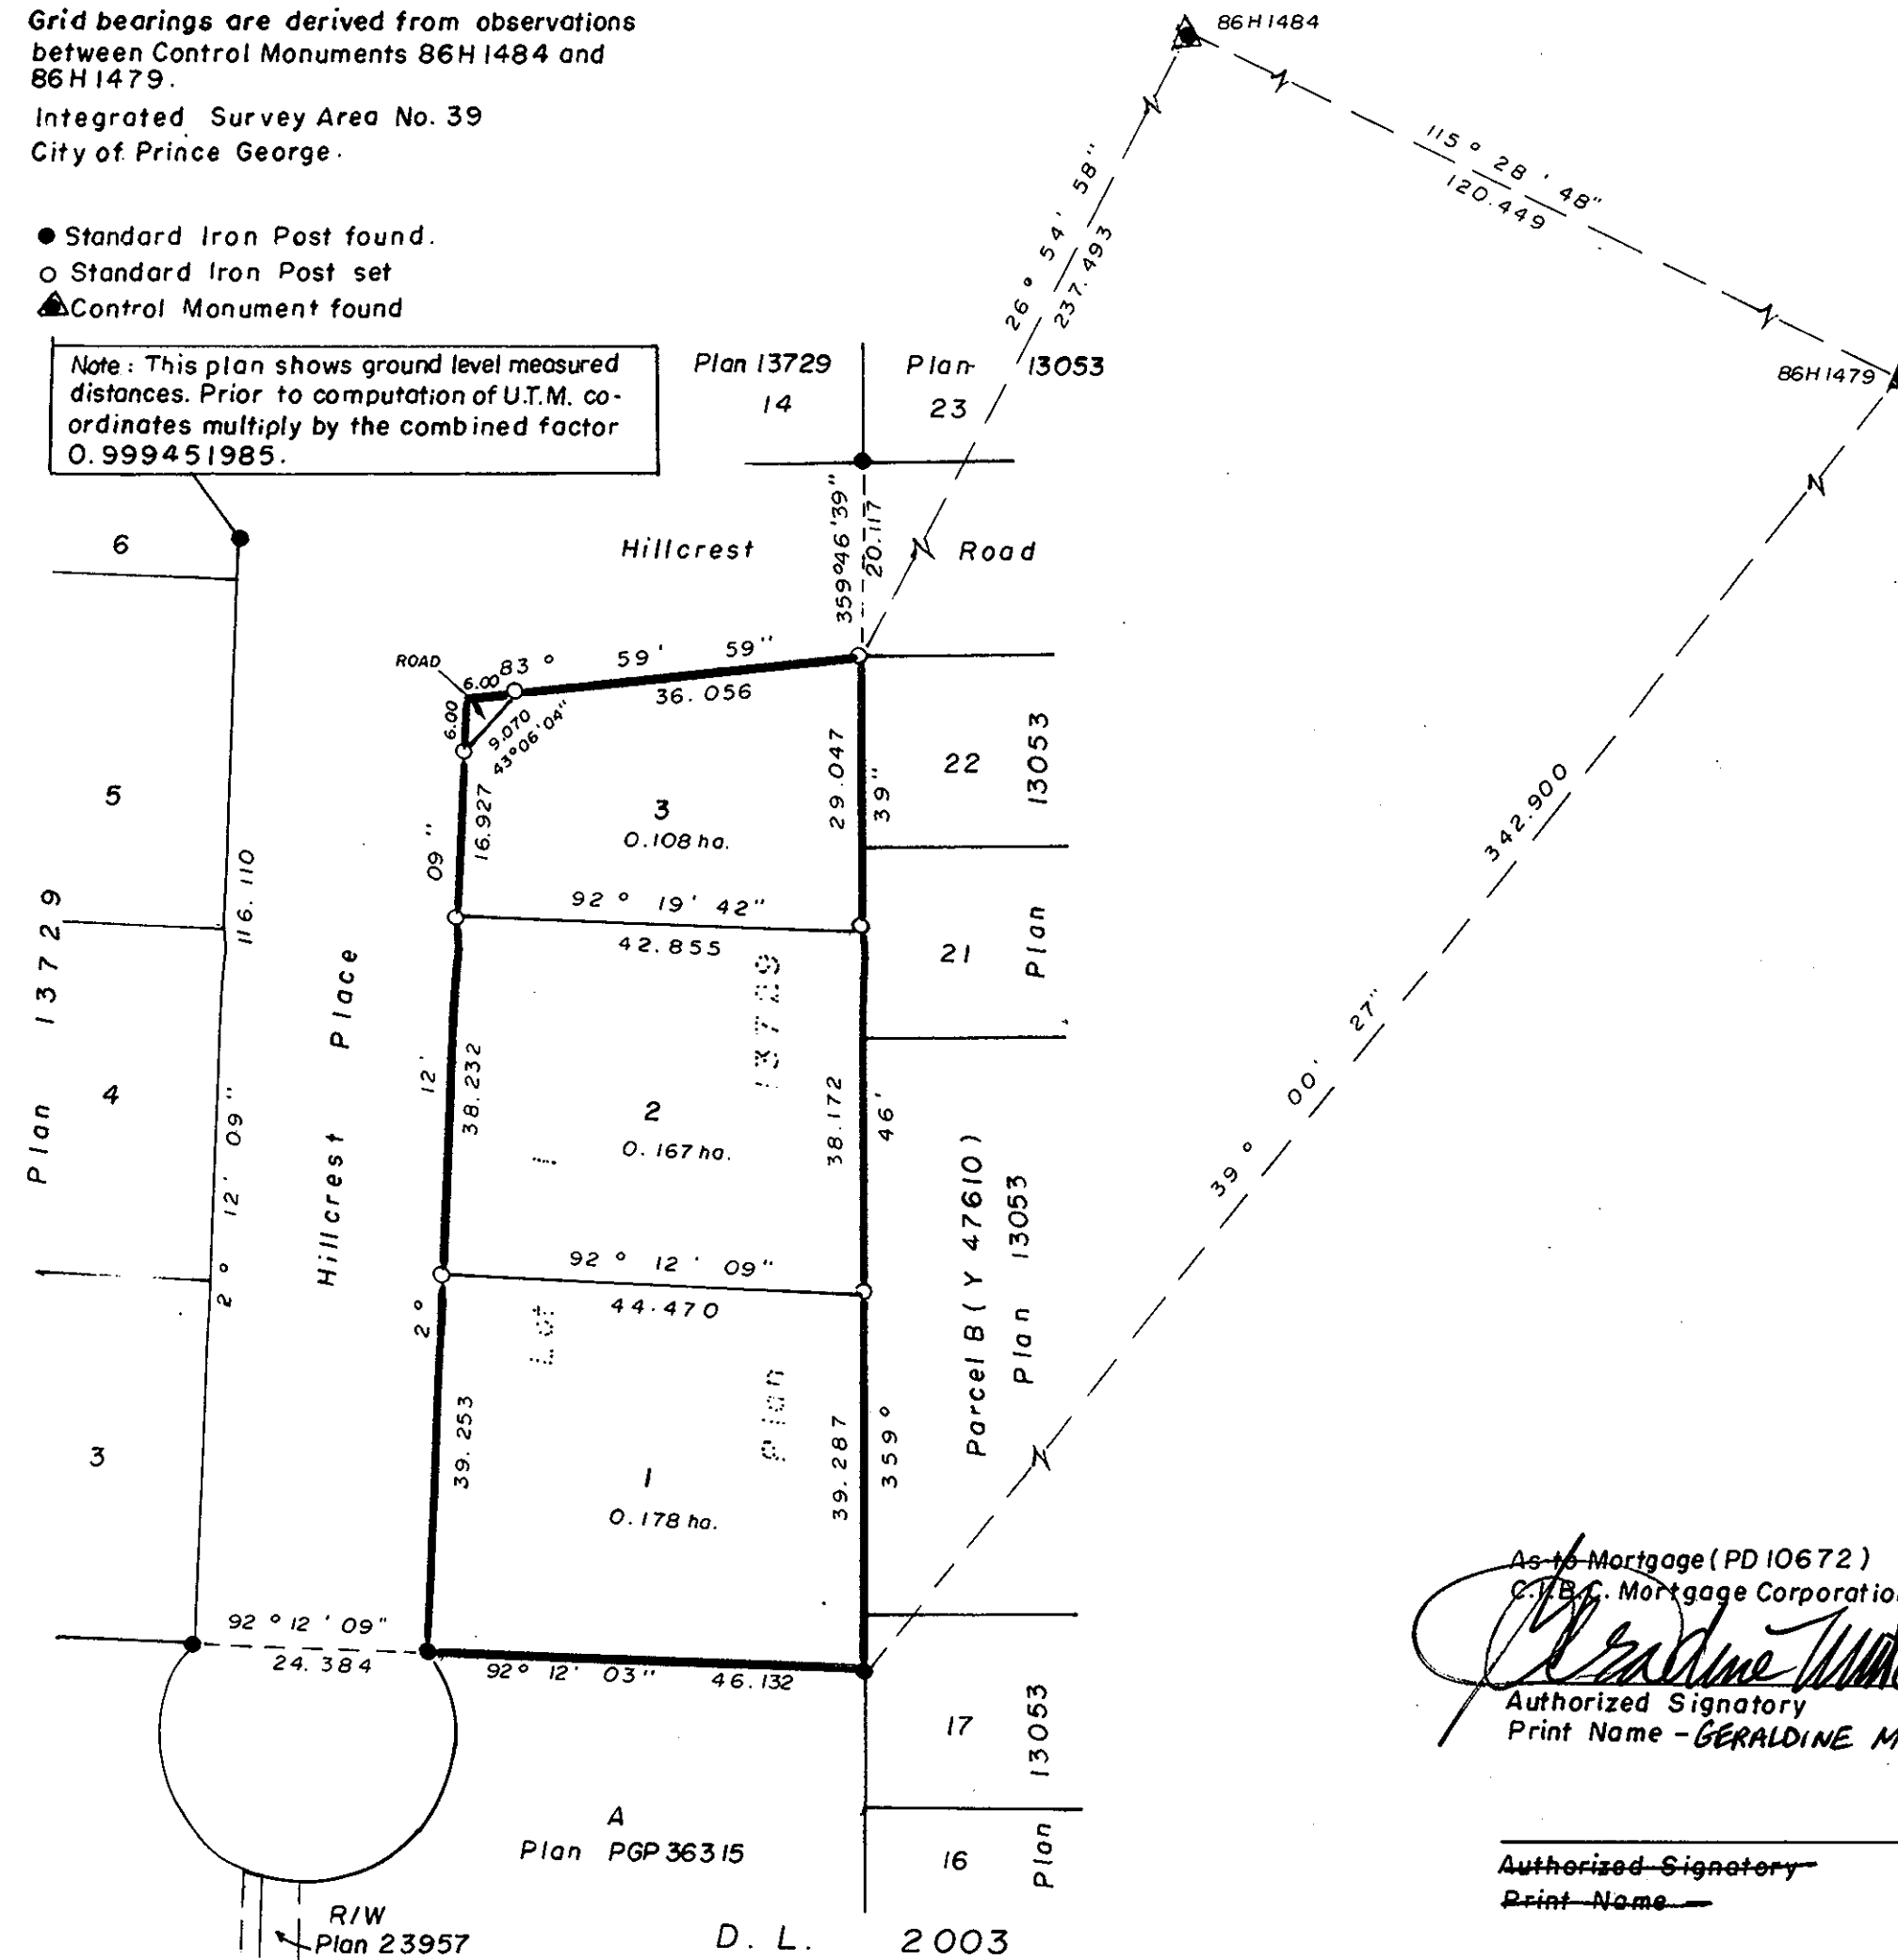 Grid bearings are derived from observations
between Control Monuments 86H1484 and
86H1479.
Integrated Survey Area No. 39
City of Prince George.
● Standard Iron Post found.
○ Standard Iron Post set
Control Monument found
Note: This plan shows ground level measured
distances. Prior to computation of U.T.M. co-
ordinates multiply by the combined factor
0.999451985.
86H1484
115° 28' 48"
120.449
86H1479
26° 54' 58"
237.493
Plan 13729
14
Plan 13053
23
6
Hillcrest Road
359°46'39"
20.117
ROAD
6.00
83° 59' 59"
36.056
6.00
9.070
43°06'04"
5
16.927
3
0.108 ha.
29.047
22
13053
342.900
116.110
92° 19' 42"
42.855
21
Plan
Plan 13729
Hillcrest Place
4
2° 12' 09"
2° 12' 09"
38.232
2
0.167 ha.
38.172
359° 46' 39"
Lot 1
Plan 13729
Parcel B (Y 47610)
Plan 13053
39° 00' 27"
92° 12' 09"
44.470
3
39.253
1
0.178 ha.
39.287
92° 12' 09"
24.384
92° 12' 03" 46.132
17
Plan 13053
A
Plan PGP36315
16
R/W
Plan 23957
D. L. 2003
As to Mortgage (PD10672)
C.I.B.C. Mortgage Corporation
Authorized Signatory
Print Name - GERALDINE
Authorized Signatory
Print Name -